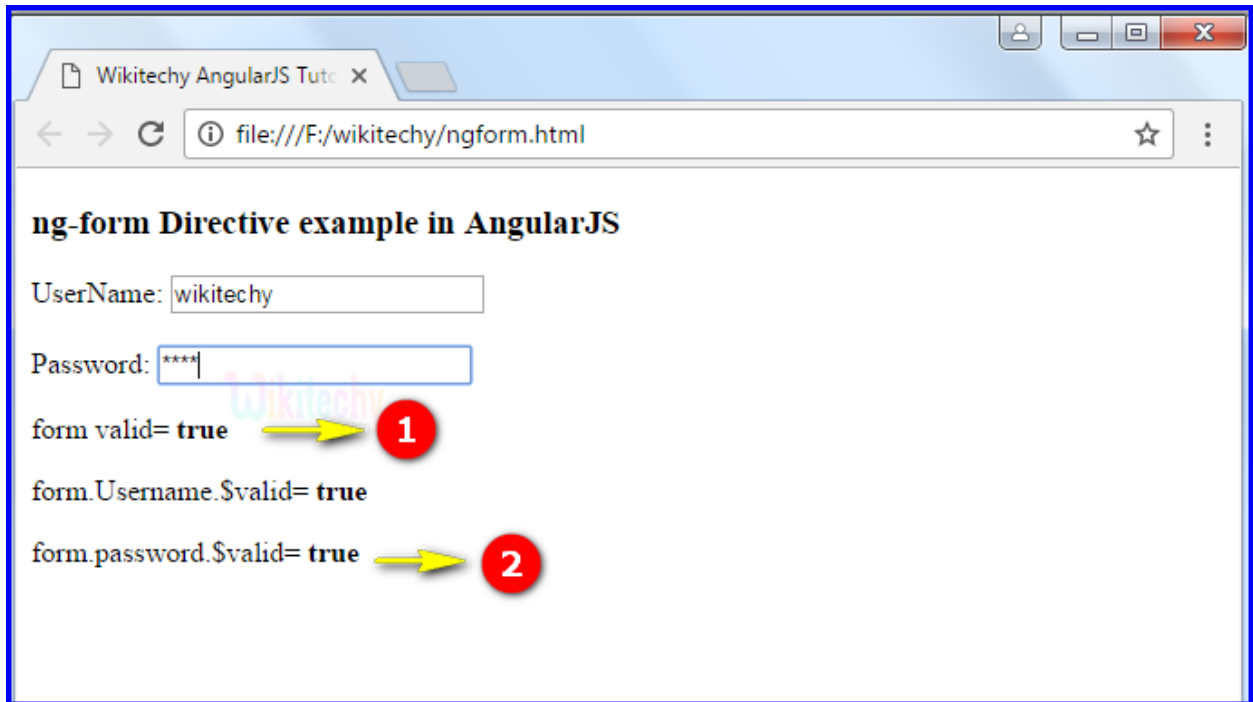 Wikitechy AngularJS Tuto
file:///F:/wikitechy/ngform.html
ng-form Directive example in AngularJS
UserName: wikitechy
Password: ****
Wikitechy
form valid= true 1
form.Username.$valid= true
form.password.$valid= true 2